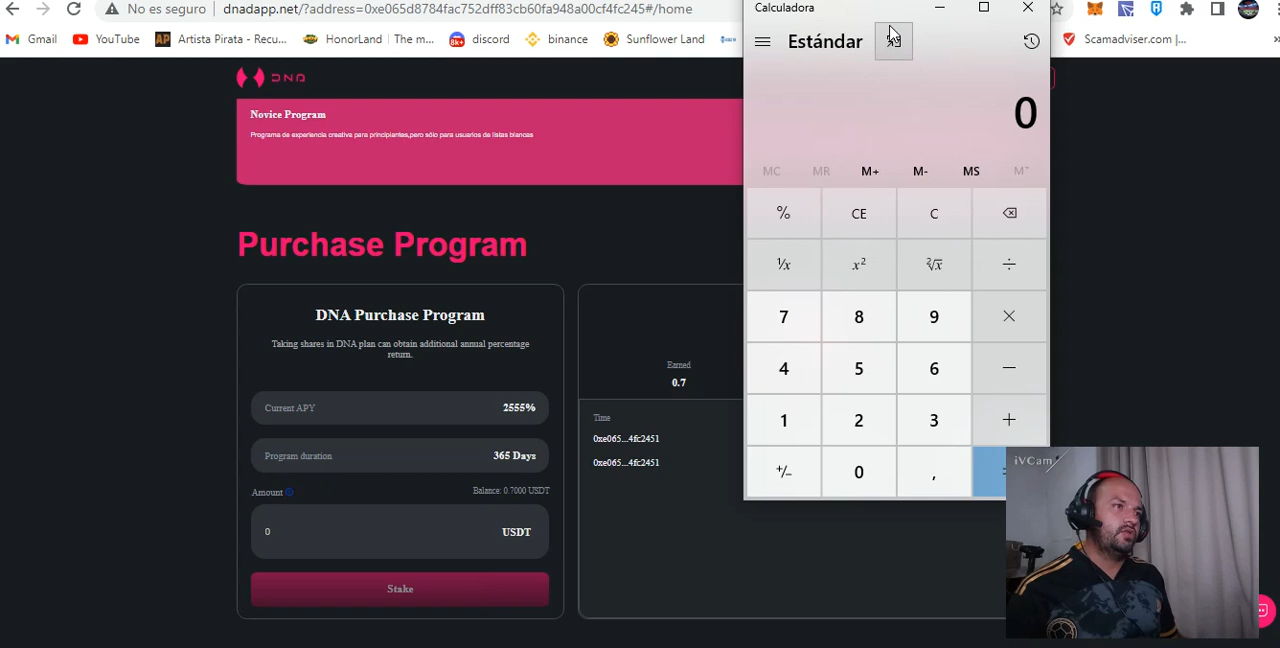 No es seguro
dnadapp.net/?address=0xe065d8784fac752dff83cb60fa948a00cf4fc245#/home
Gmail
YouTube
AP
Artista Pirata - Recu...
HonorLand | The m...
8k+
discord
binance
Sunflower Land
Scamadviser.com |...
DNA
Novice Program
Programa de experiencia creativa para principiantes,pero sólo para usuarios de listas blancas
Purchase Program
DNA Purchase Program
Taking shares in DNA plan can obtain additional annual percentage
return.
Current APY 2555%
Program duration 365 Days
Amount Balance: 0.7000 USDT
0 USDT
Stake
Earned
0.7
Time
0xe065...4fc2451
0xe065...4fc2451
Calculadora
Estándar
0
MC MR M+ M- MS M˅
% CE C
¹/x x² ²√x ÷
7 8 9 ×
4 5 6 −
1 2 3 +
+/− 0 ,
iVCam